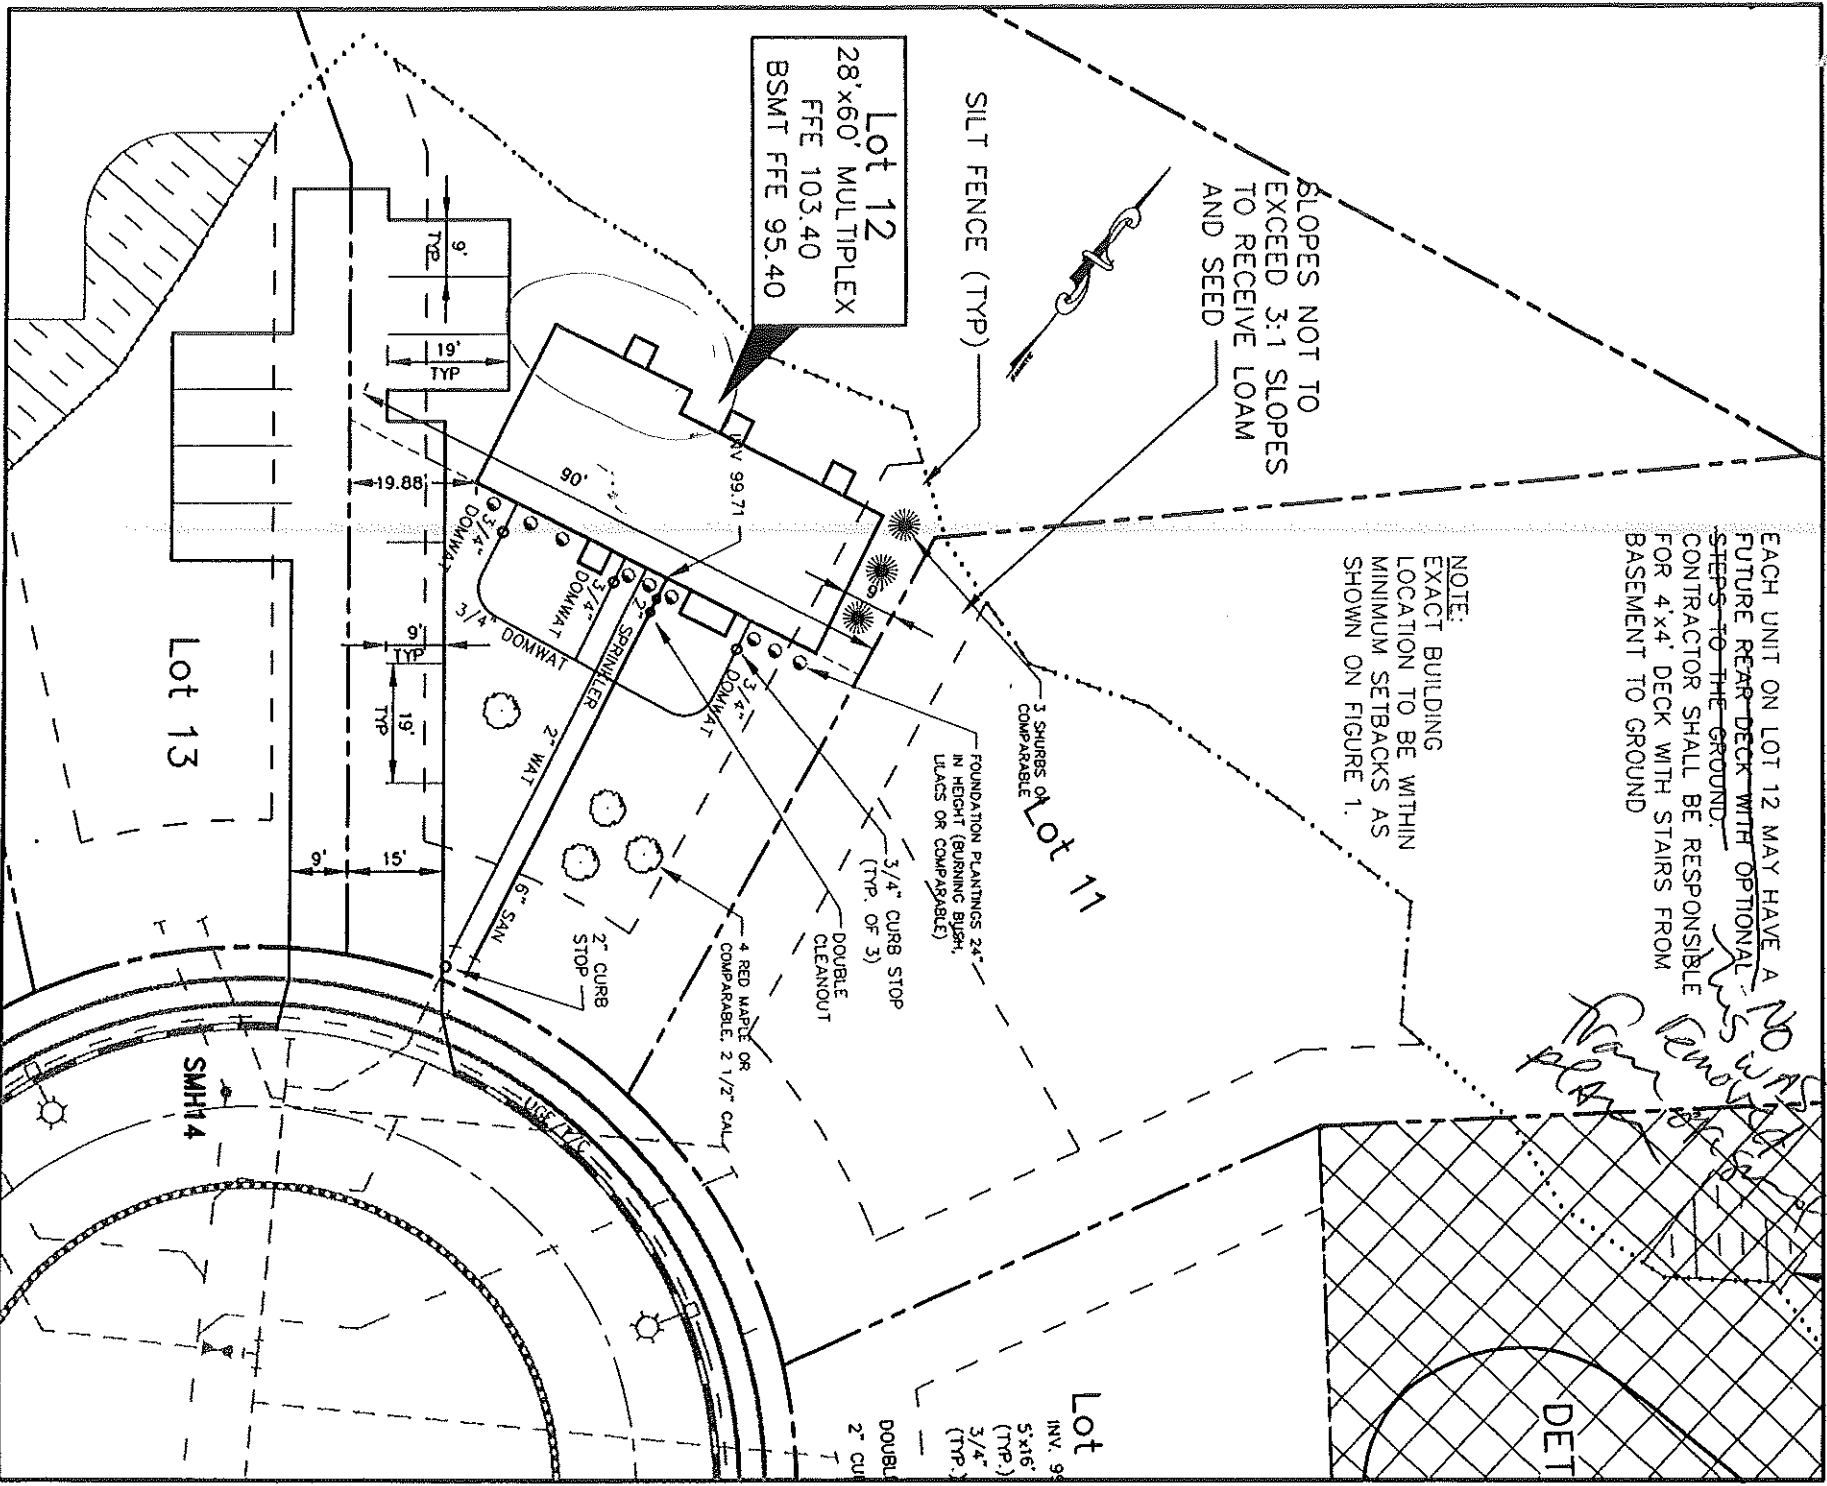 EACH UNIT ON LOT 12 MAY HAVE A
FUTURE REAR DECK WITH OPTIONAL
STEPS TO THE GROUND.
CONTRACTOR SHALL BE RESPONSIBLE
FOR 4'x4' DECK WITH STAIRS FROM
BASEMENT TO GROUND
NO
This was
removed
from
plan
NOTE:
EXACT BUILDING
LOCATION TO BE WITHIN
MINIMUM SETBACKS AS
SHOWN ON FIGURE 1.
SLOPES NOT TO
EXCEED 3:1 SLOPES
TO RECEIVE LOAM
AND SEED
SILT FENCE (TYP)
Lot 12
28'x60' MULTIPLEX
FFE 103.40
BSMT FFE 95.40
Lot 11
3 SHURBS OR
COMPARABLE
FOUNDATION PLANTINGS 24"
IN HEIGHT (BURNING BUSH,
LILACS OR COMPARABLE)
3/4" CURB STOP
(TYP. OF 3)
DOUBLE
CLEANOUT
4 RED MAPLE OR
COMPARABLE, 2 1/2" CAL
2" CURB
STOP
INV 99.71
90'
19.88'
3/4"
DOMWAT
3/4"
DOMWAT
3/4"
DOMWAT
3/4" DOMWAT
2" SPRINKLER
2" WAT
6" SAN
9'
TYP
19'
TYP
9'
TYP
19'
TYP
9'
15'
Lot 13
SMH14
DET
Lot
INV. 99
5'x16'
(TYP.)
3/4"
(TYP.)
DOUBLE
2" CU